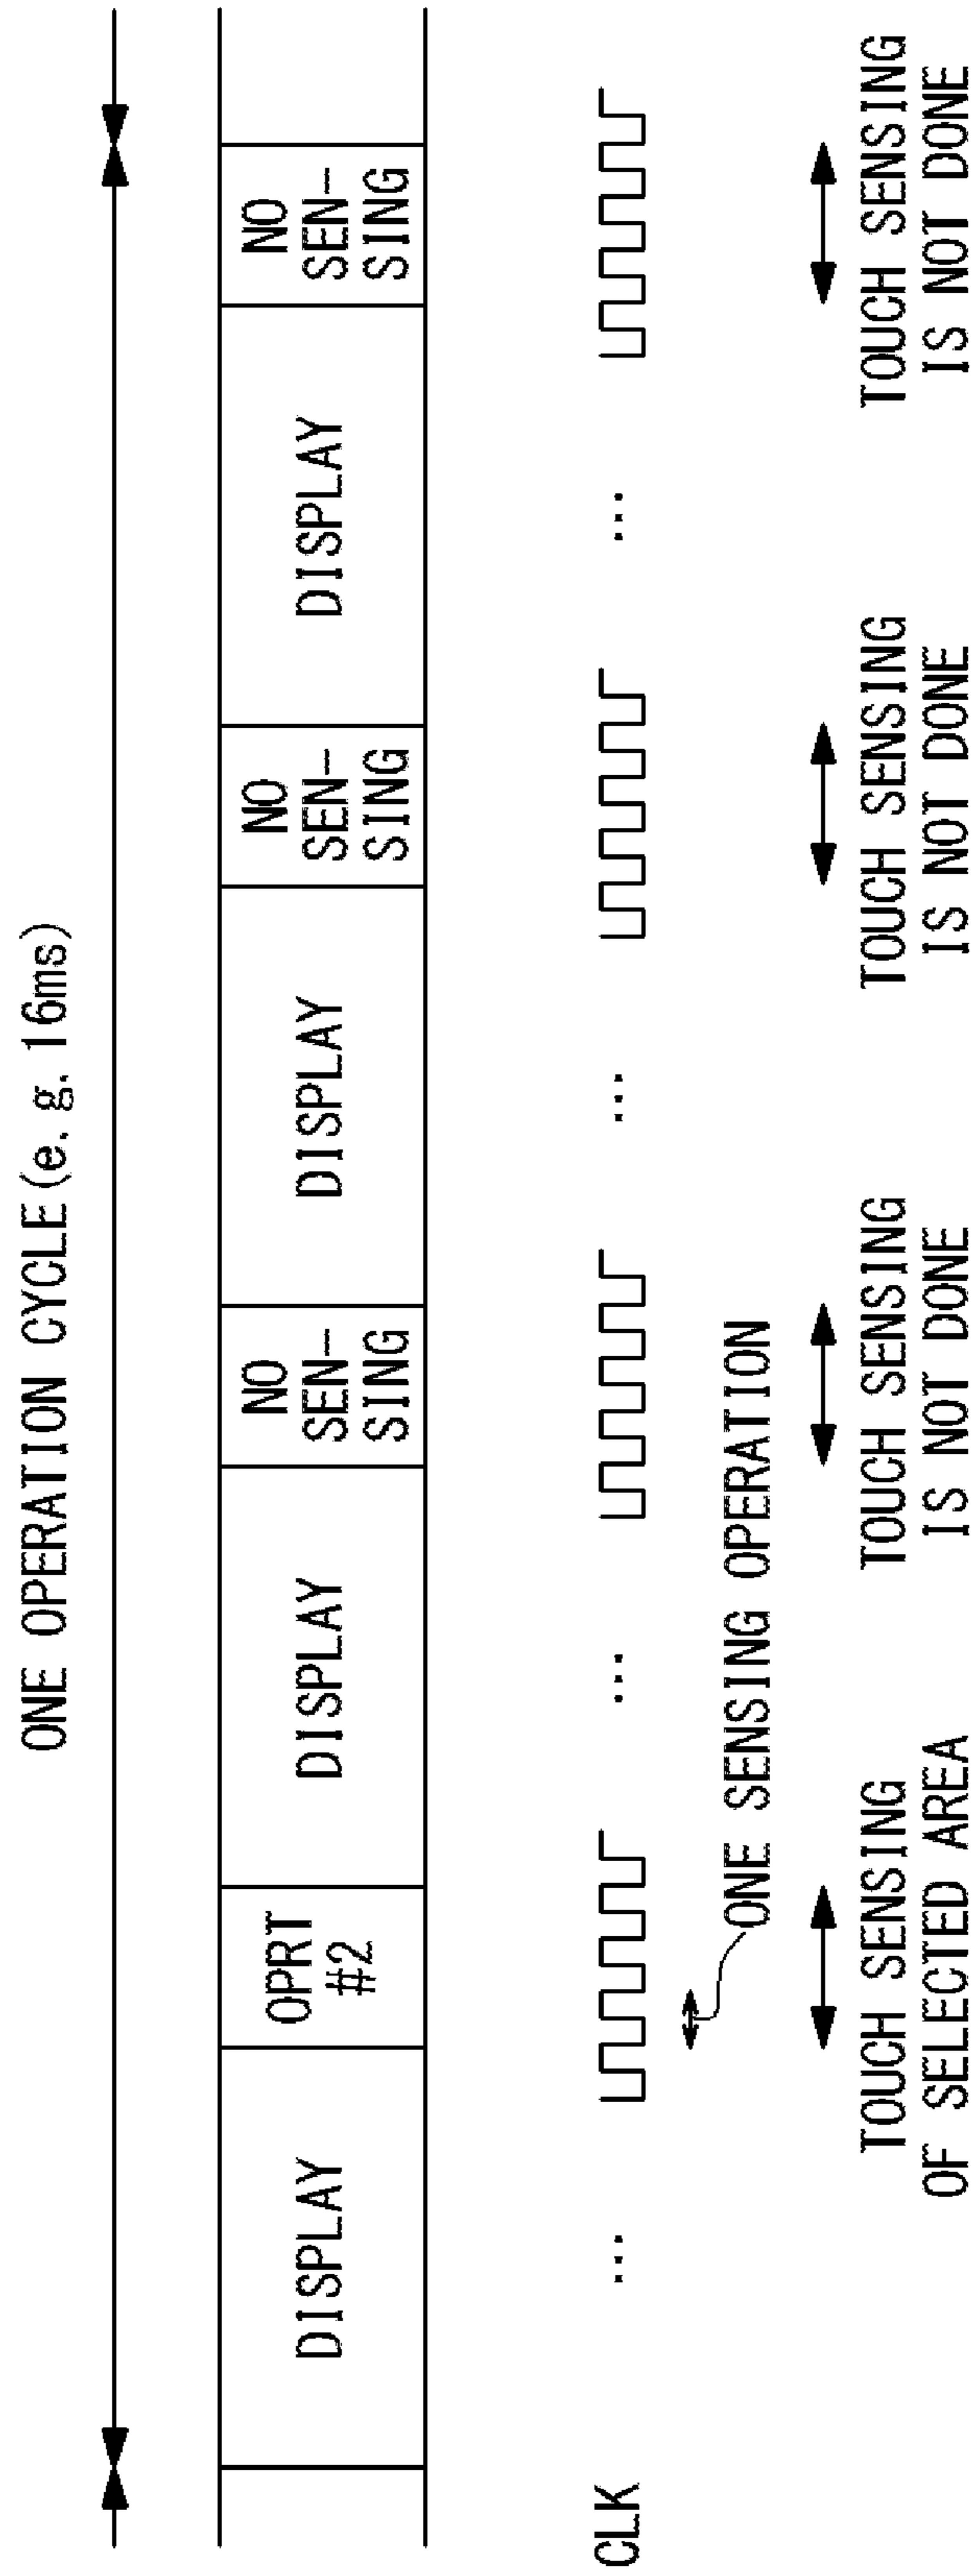 ONE OPERATION CYCLE(e.g. 16ms)
DISPLAY
OPRT
#2
DISPLAY
NO
SEN-
SING
DISPLAY
NO
SEN-
SING
DISPLAY
NO
SEN-
SING
CLK
...
...
...
...
ONE SENSING OPERATION
TOUCH SENSING
OF SELECTED AREA
TOUCH SENSING
IS NOT DONE
TOUCH SENSING
IS NOT DONE
TOUCH SENSING
IS NOT DONE